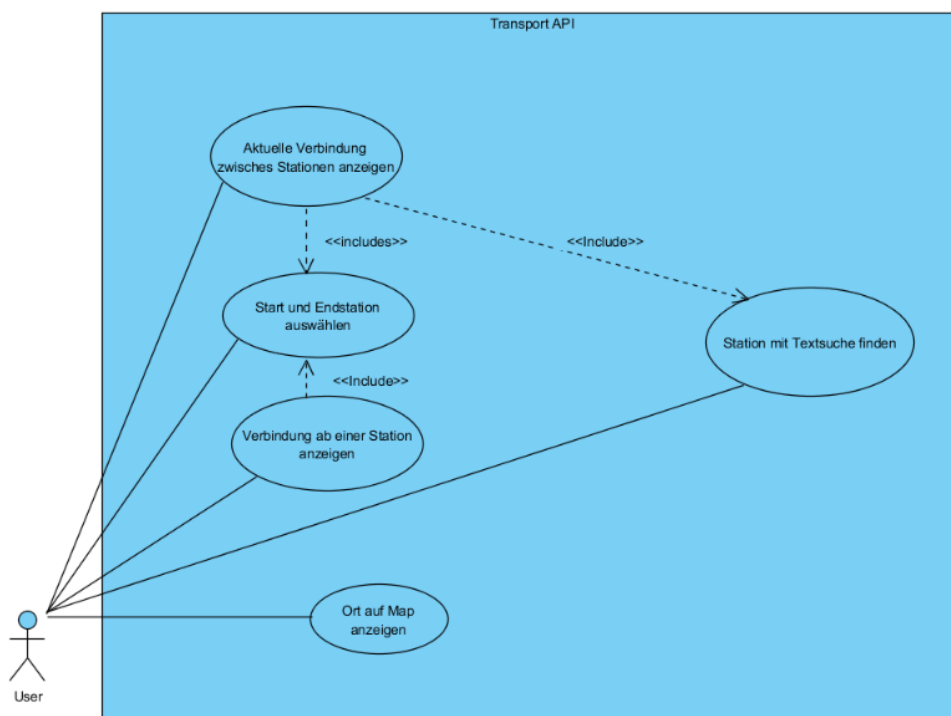 Transport API
Aktuelle Verbindung
zwisches Stationen anzeigen
<<includes>>
<<Include>>
Start und Endstation
auswählen
Station mit Textsuche finden
<<Include>>
Verbindung ab einer Station
anzeigen
Ort auf Map
anzeigen
User